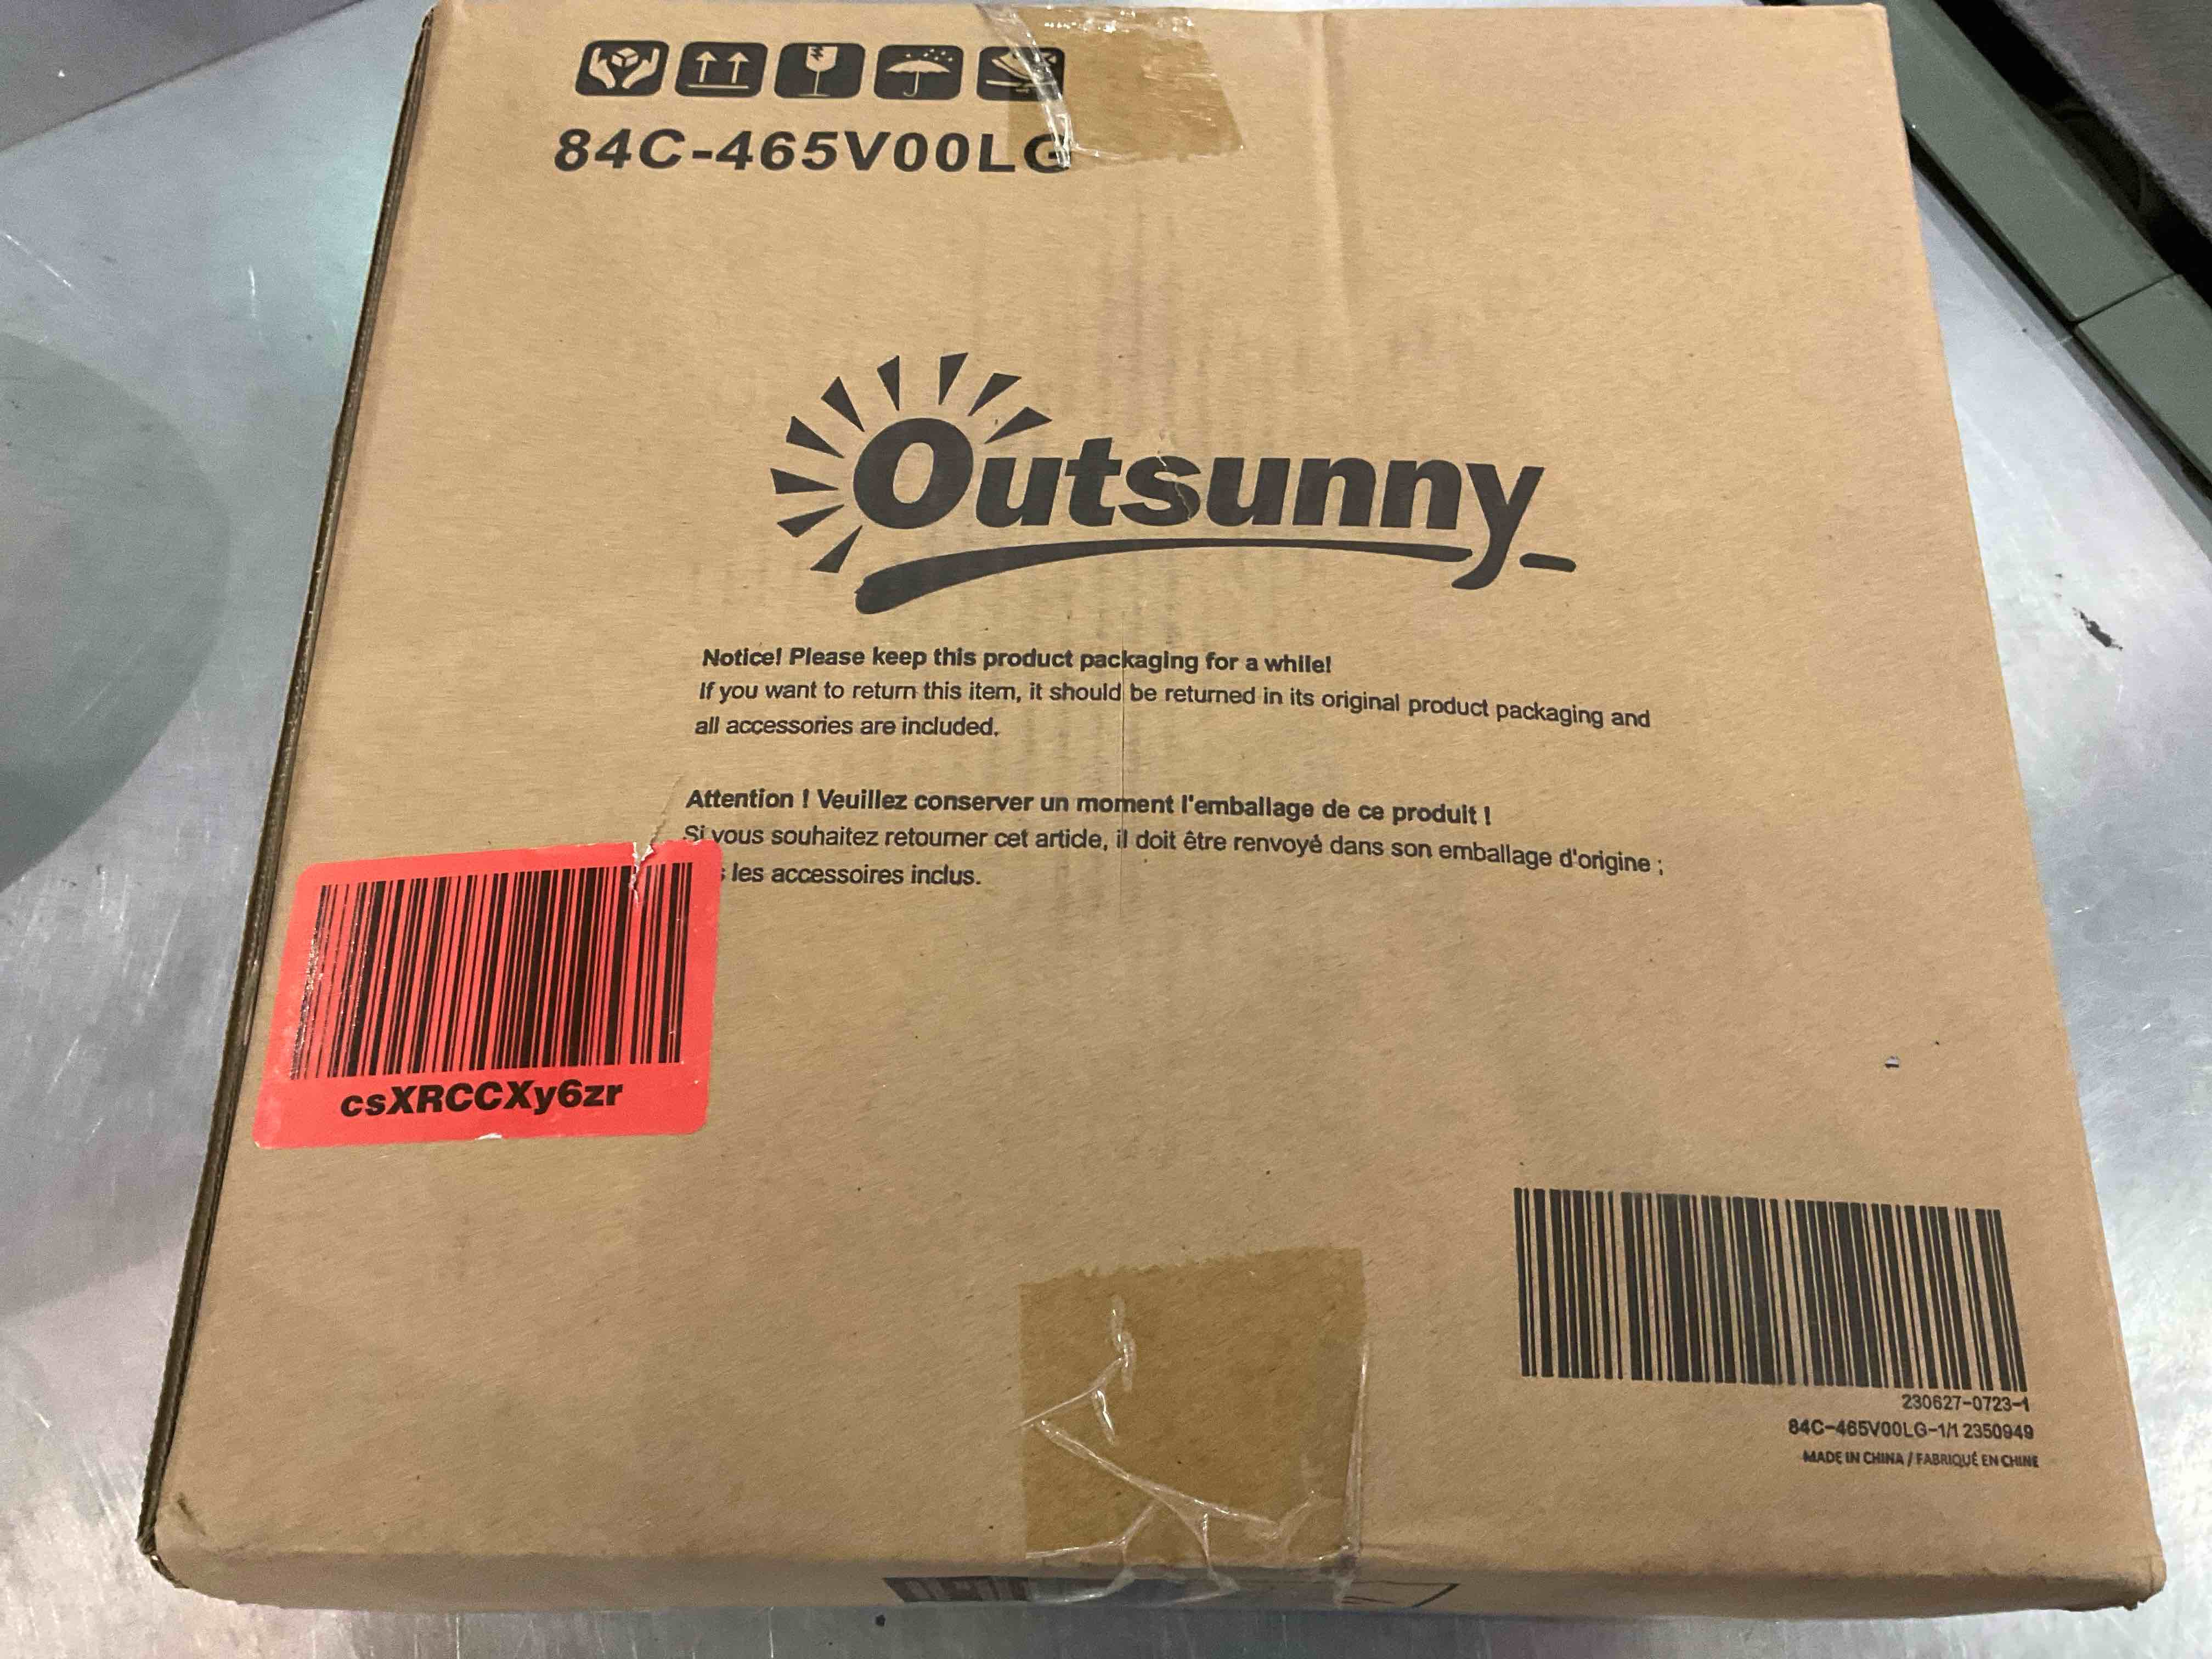 84C-465V00LG
Outsunny
Notice! Please keep this product packaging for a while!
If you want to return this item, it should be returned in its original product packaging and
all accessories are included.
Attention ! Veuillez conserver un moment l'emballage de ce produit !
Si vous souhaitez retourner cet article, il doit être renvoyé dans son emballage d'origine ;
les accessoires inclus.
csXRCCXy6zr
230627-0723-1
84C-465V00LG-1/1 2350949
MADE IN CHINA / FABRIQUÉ EN CHINE